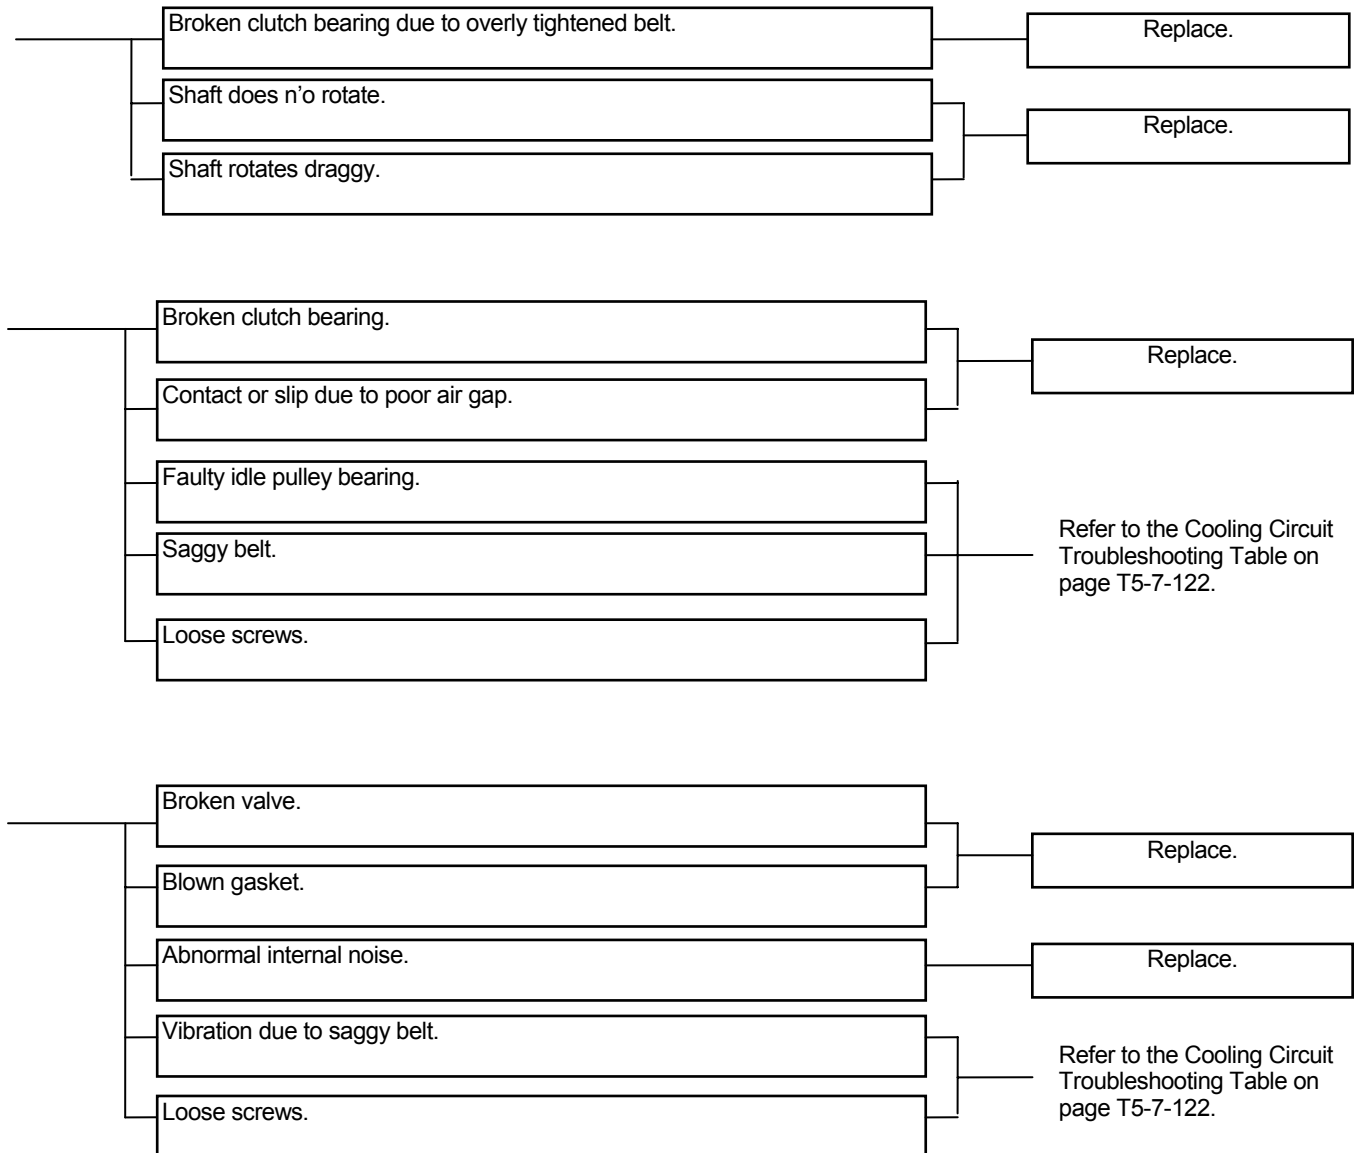 Broken clutch bearing due to overly tightened belt.
Replace.
Shaft does n’o rotate.
Replace.
Shaft rotates draggy.
Broken clutch bearing.
Replace.
Contact or slip due to poor air gap.
Faulty idle pulley bearing.
Saggy belt.
Refer to the Cooling Circuit
Troubleshooting Table on
page T5-7-122.
Loose screws.
Broken valve.
Replace.
Blown gasket.
Abnormal internal noise.
Replace.
Vibration due to saggy belt.
Refer to the Cooling Circuit
Troubleshooting Table on
page T5-7-122.
Loose screws.